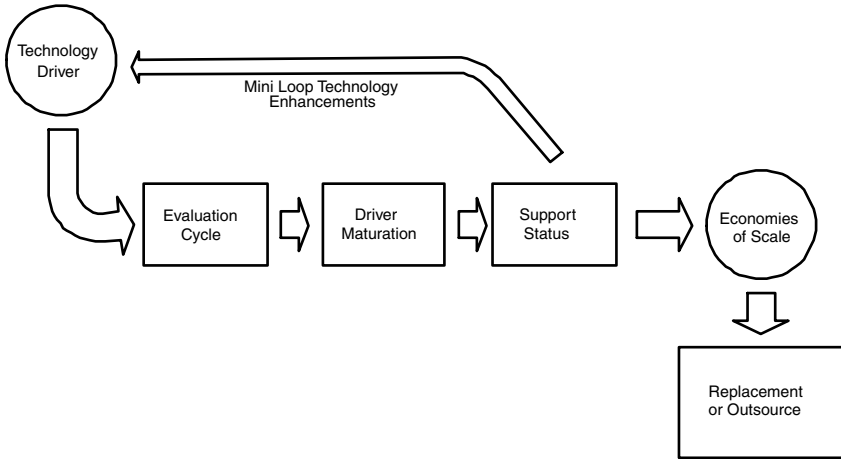 Technology
Driver
Mini Loop Technology
Enhancements
Evaluation
Cycle
Driver
Maturation
Support
Status
Economies
of Scale
Replacement
or Outsource